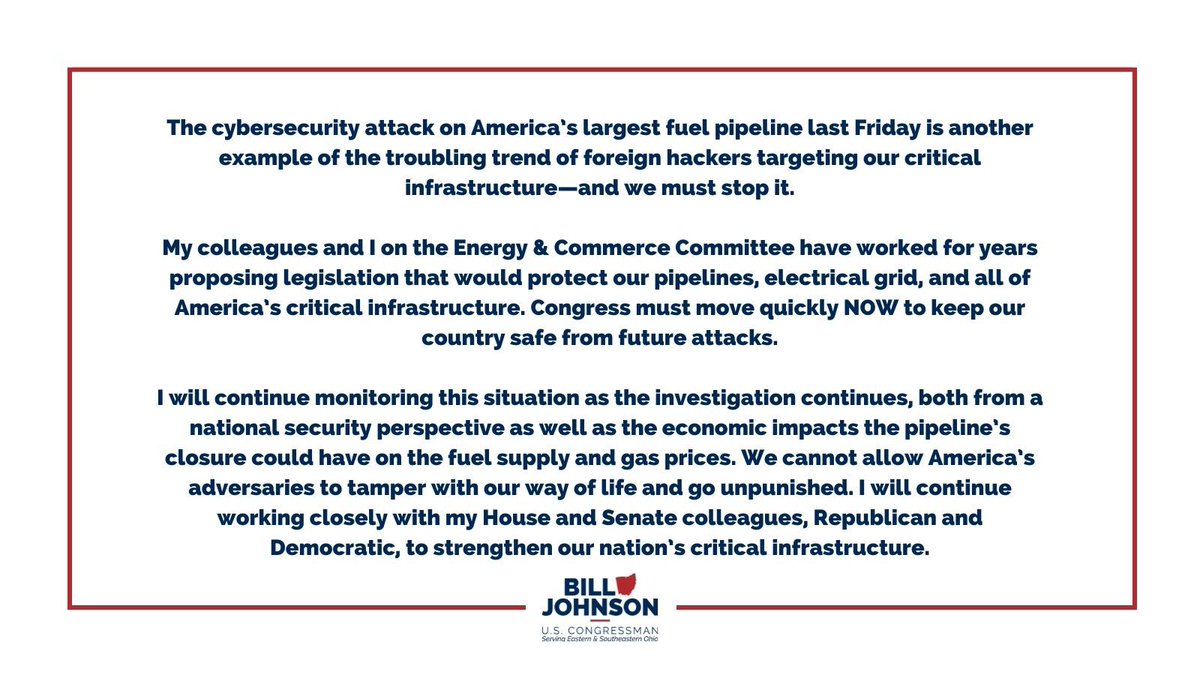 The cybersecurity attack on America's largest fuel pipeline last Friday is another
example of the troubling trend of foreign hackers targeting our critical
infrastructure—and we must stop it.
My colleagues and I on the Energy & Commerce Committee have worked for years
proposing legislation that would protect our pipelines, electrical grid, and all of
America's critical infrastructure. Congress must move quickly NOW to keep our
country safe from future attacks.
I will continue monitoring this situation as the investigation continues, both from a
national security perspective as well as the economic impacts the pipeline's
closure could have on the fuel supply and gas prices. We cannot allow America's
adversaries to tamper with our way of life and go unpunished. I will continue
working closely with my House and Senate colleagues, Republican and
Democratic, to strengthen our nation's critical infrastructure.
BILL
JOHNSON
U.S. CONGRESSMAN
Serving Eastern & Southeastern Ohio